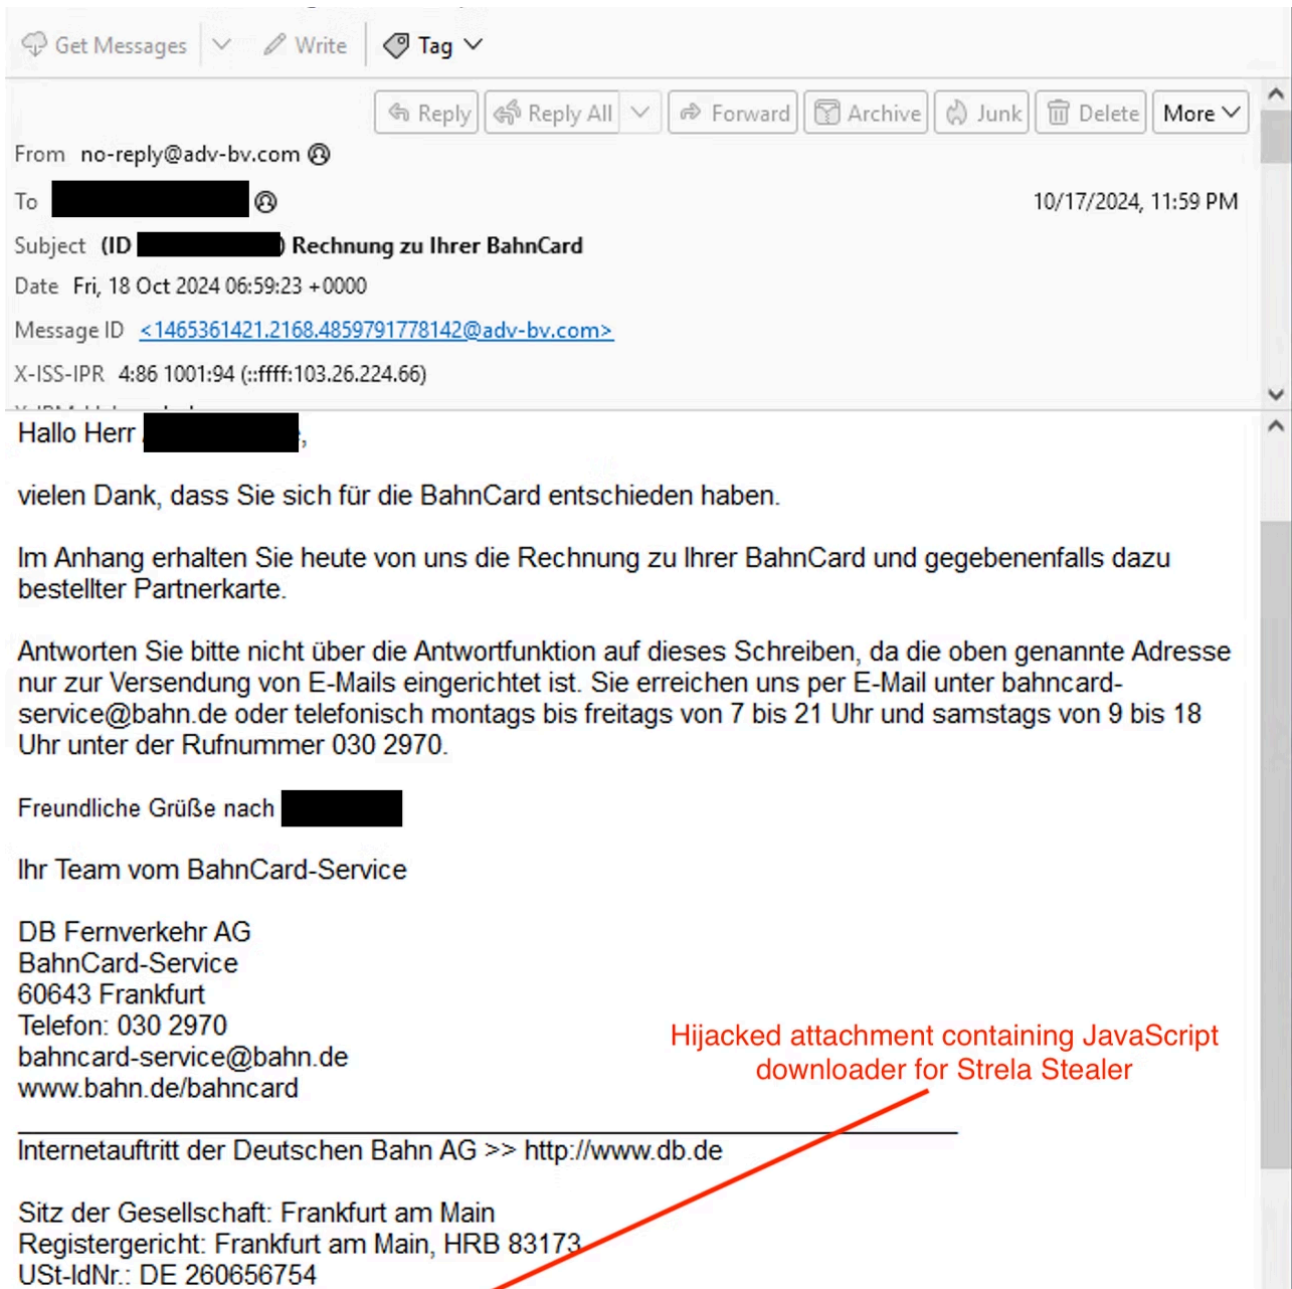 Get Messages Write Tag
Reply Reply All Forward Archive Junk Delete More
From no-reply@adv-bv.com
To 10/17/2024, 11:59 PM
Subject (ID ) Rechnung zu Ihrer BahnCard
Date Fri, 18 Oct 2024 06:59:23 +0000
Message ID <1465361421.2168.4859791778142@adv-bv.com>
X-ISS-IPR 4:86 1001:94 (::ffff:103.26.224.66)
Hallo Herr ,
vielen Dank, dass Sie sich für die BahnCard entschieden haben.
Im Anhang erhalten Sie heute von uns die Rechnung zu Ihrer BahnCard und gegebenenfalls dazu
bestellter Partnerkarte.
Antworten Sie bitte nicht über die Antwortfunktion auf dieses Schreiben, da die oben genannte Adresse
nur zur Versendung von E-Mails eingerichtet ist. Sie erreichen uns per E-Mail unter bahncard-
service@bahn.de oder telefonisch montags bis freitags von 7 bis 21 Uhr und samstags von 9 bis 18
Uhr unter der Rufnummer 030 2970.
Freundliche Grüße nach
Ihr Team vom BahnCard-Service
DB Fernverkehr AG
BahnCard-Service
60643 Frankfurt
Telefon: 030 2970
bahncard-service@bahn.de
www.bahn.de/bahncard
Hijacked attachment containing JavaScript
downloader for Strela Stealer
Internetauftritt der Deutschen Bahn AG >> http://www.db.de
Sitz der Gesellschaft: Frankfurt am Main
Registergericht: Frankfurt am Main, HRB 83173
USt-IdNr.: DE 260656754